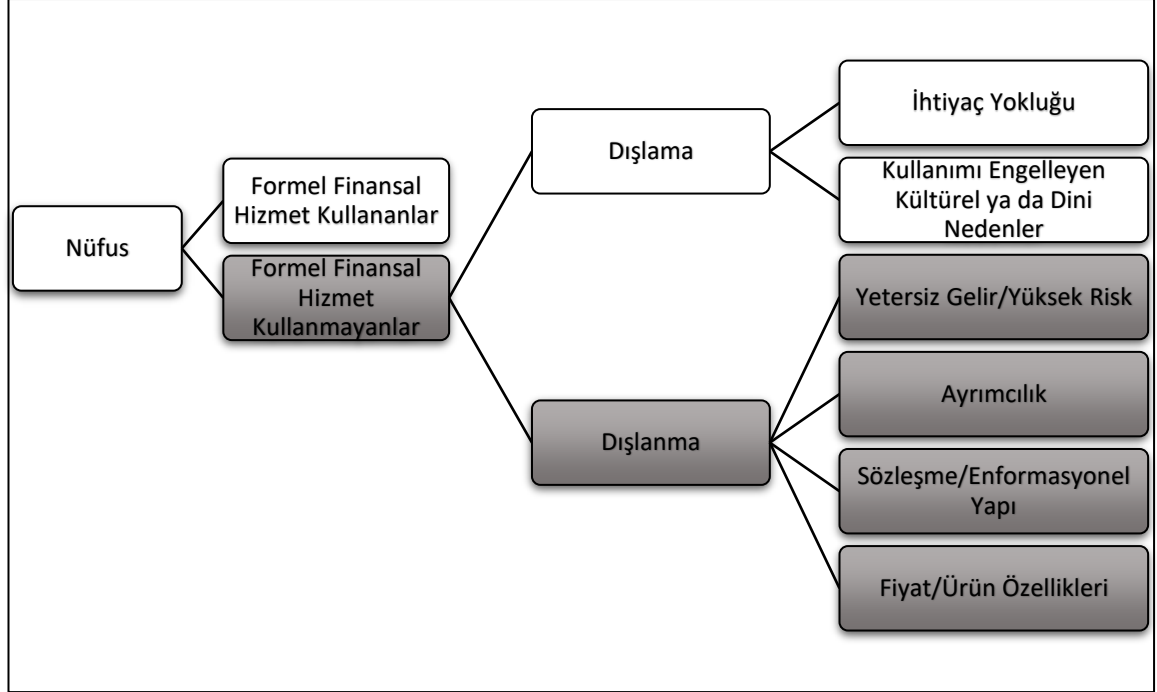 Nüfus
Formel Finansal
Hizmet Kullananlar
Formel Finansal
Hizmet
Kullanmayanlar
Dışlama
İhtiyaç Yokluğu
Kullanımı Engelleyen
Kültürel ya da Dini
Nedenler
Dışlanma
Yetersiz Gelir/Yüksek Risk
Ayrımcılık
Sözleşme/Enformasyonel
Yapı
Fiyat/Ürün Özellikleri